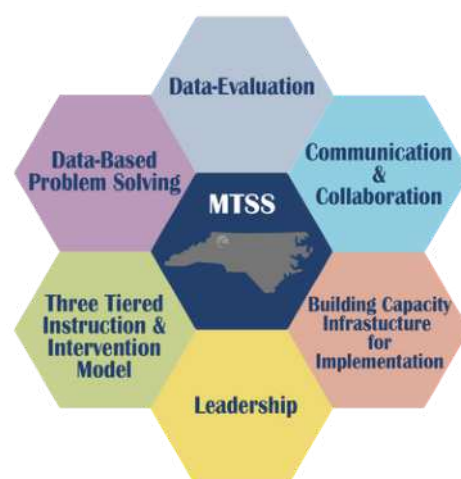 Data-Evaluation
Communication
&
Collaboration
Building Capacity
Infrastucture
for
Implementation
Leadership
Three Tiered
Instruction &
Intervention
Model
Data-Based
Problem Solving
MTSS